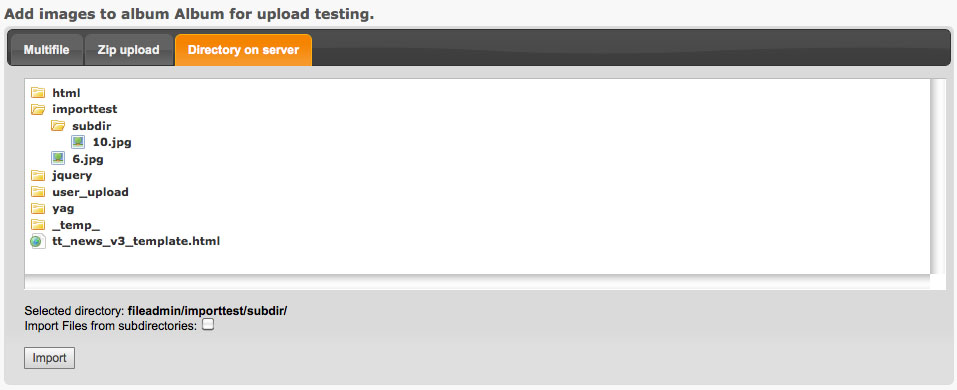 Add images to album Album for upload testing.
Multifile Zip upload Directory on server
html
importtest
subdir
10.jpg
6.jpg
jquery
user_upload
yag
_temp_
tt_news_v3_template.html
Selected directory: fileadmin/importtest/subdir/
Import Files from subdirectories:
Import